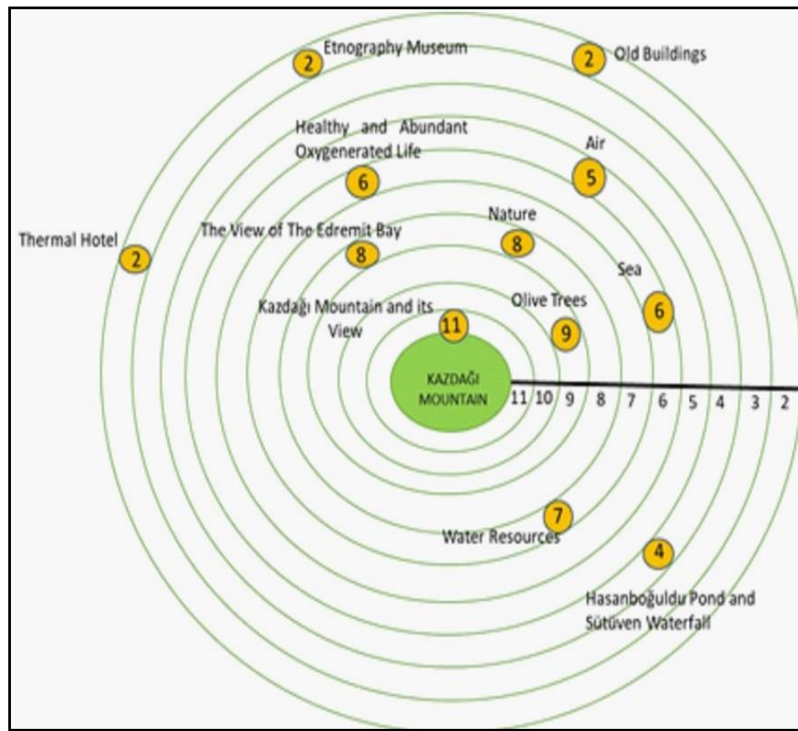 Etnography Museum
2
2
Old Buildings
Healthy and Abundant
Oxygenerated Life
Air
6
5
Thermal Hotel
2
The View of The Edremit Bay
8
Nature
8
Sea
6
Kazdağı Mountain and its
View
11
Olive Trees
9
KAZDAĞI
MOUNTAIN
11 10 9 8 7 6 5 4 3 2
7
Water Resources
4
Hasanboğuldu Pond and
Sütüven Waterfall